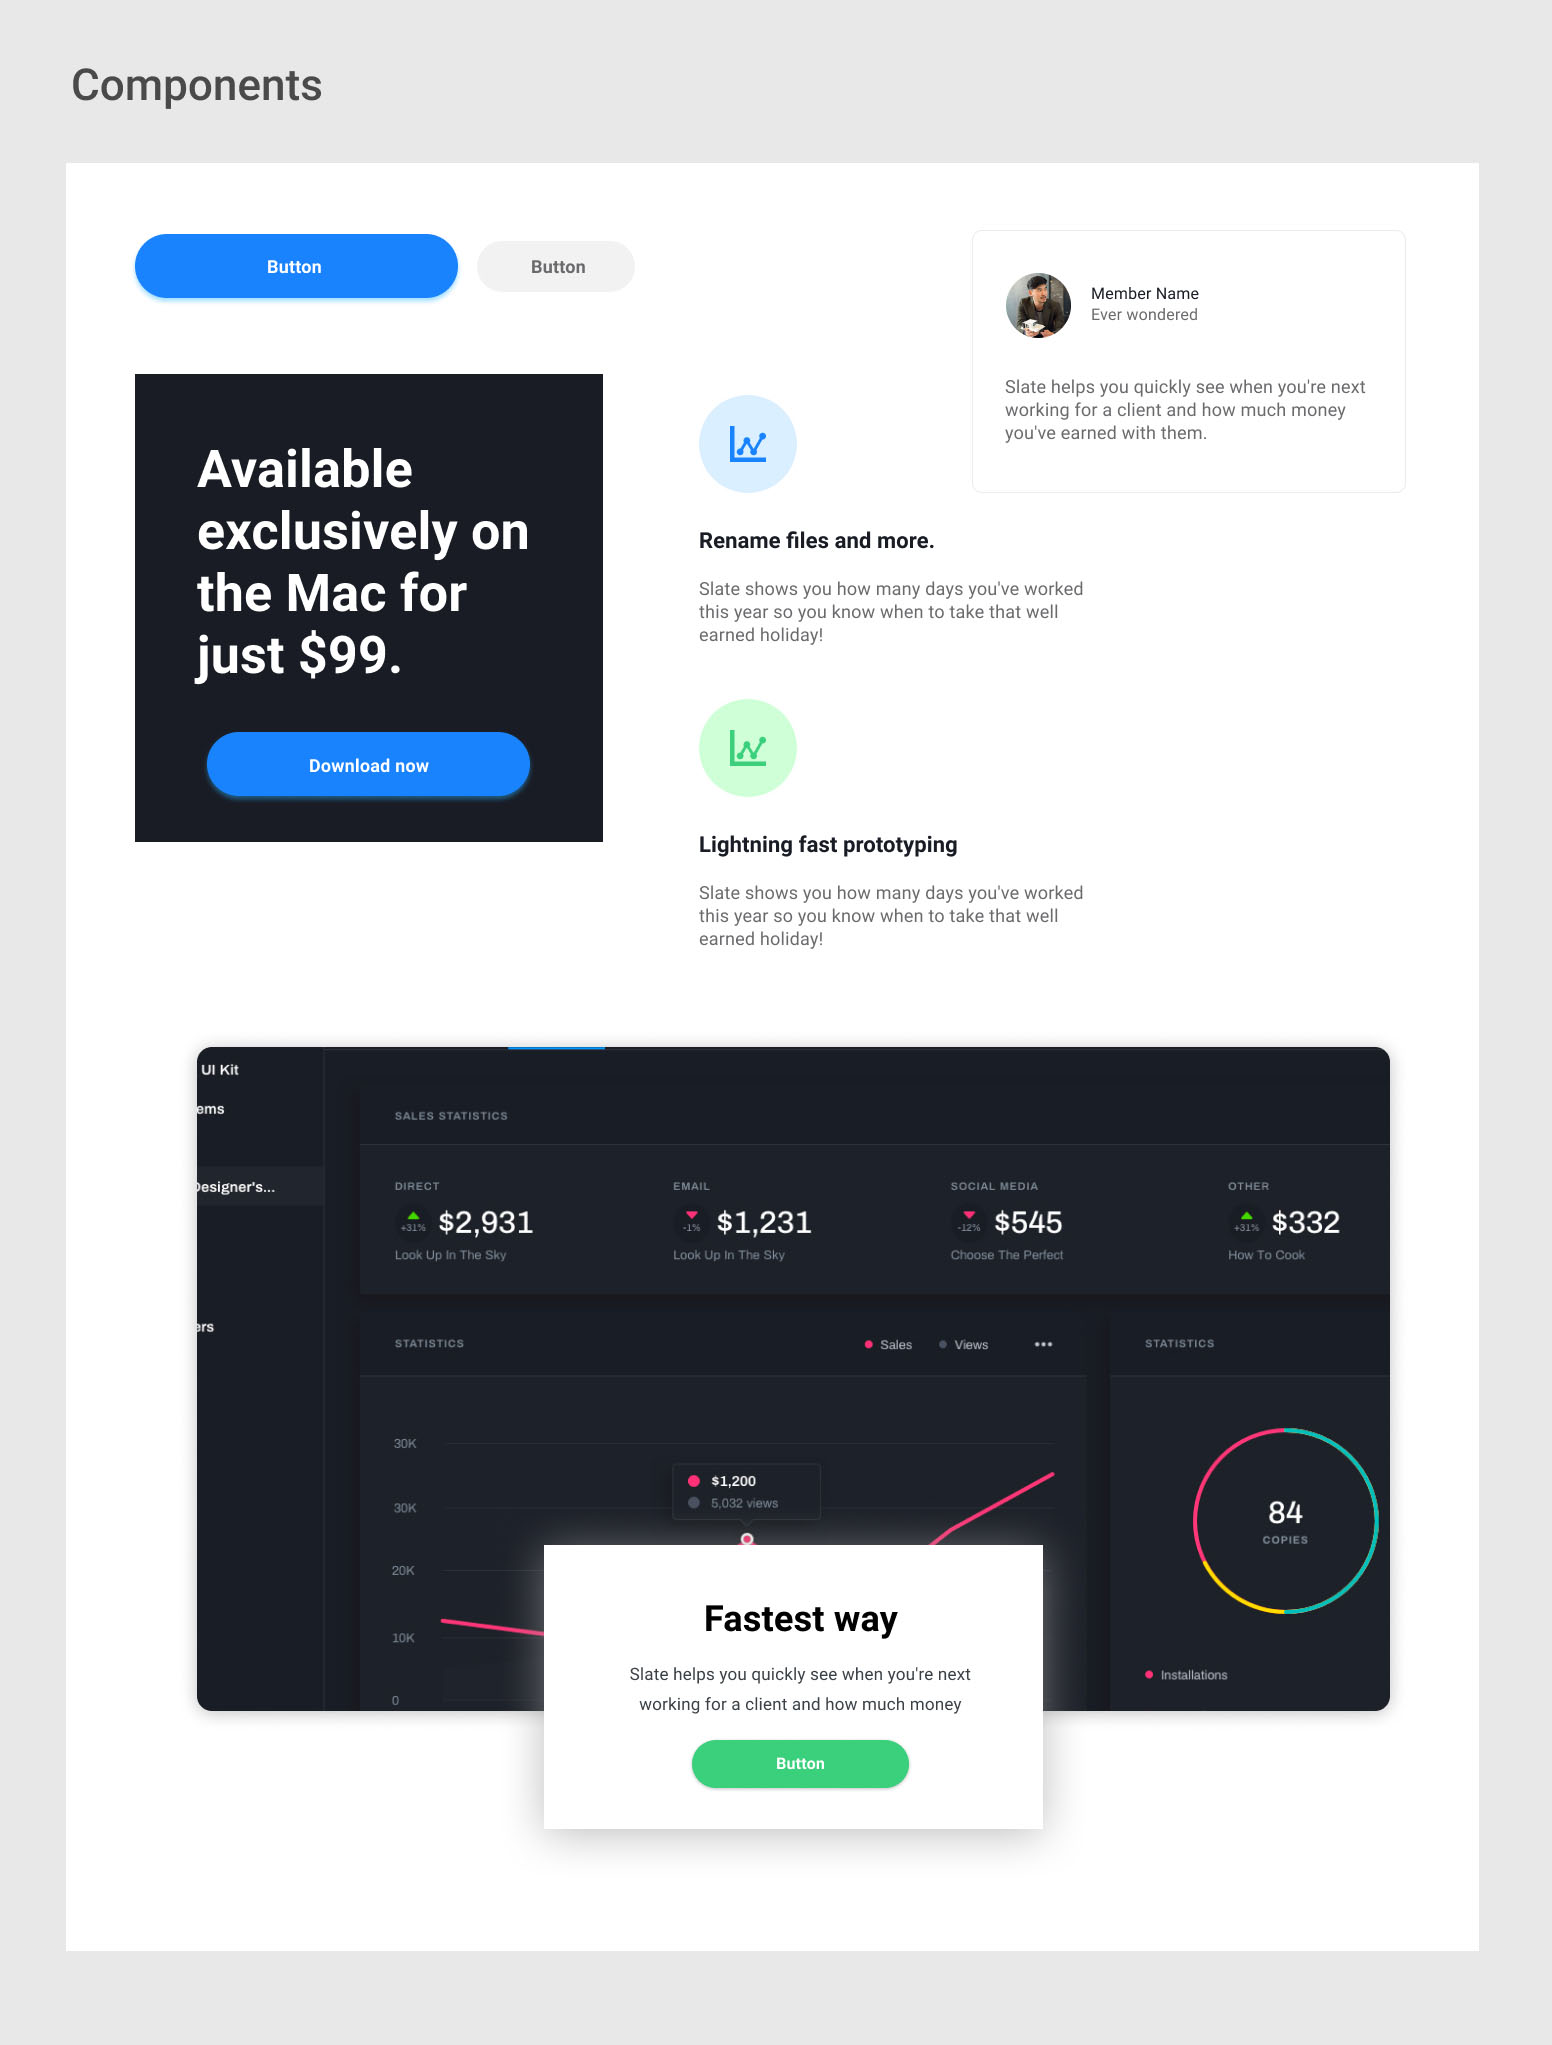 Components
Button
Button
Member Name
Ever wondered
Slate helps you quickly see when you're next
working for a client and how much money
you've earned with them.
Available
exclusively on
the Mac for
just $99.
Download now
Rename files and more.
Slate shows you how many days you've worked
this year so you know when to take that well
earned holiday!
Lightning fast prototyping
Slate shows you how many days you've worked
this year so you know when to take that well
earned holiday!
UI Kit
ems
Designer's...
ers
SALES STATISTICS
DIRECT
+31% $2,931
Look Up In The Sky
EMAIL
-1% $1,231
Look Up In The Sky
SOCIAL MEDIA
-12% $545
Choose The Perfect
OTHER
+31% $332
How To Cook
STATISTICS
Sales
Views
30K
30K
20K
10K
0
$1,200
5,032 views
STATISTICS
84
COPIES
Installations
Fastest way
Slate helps you quickly see when you're next
working for a client and how much money
Button